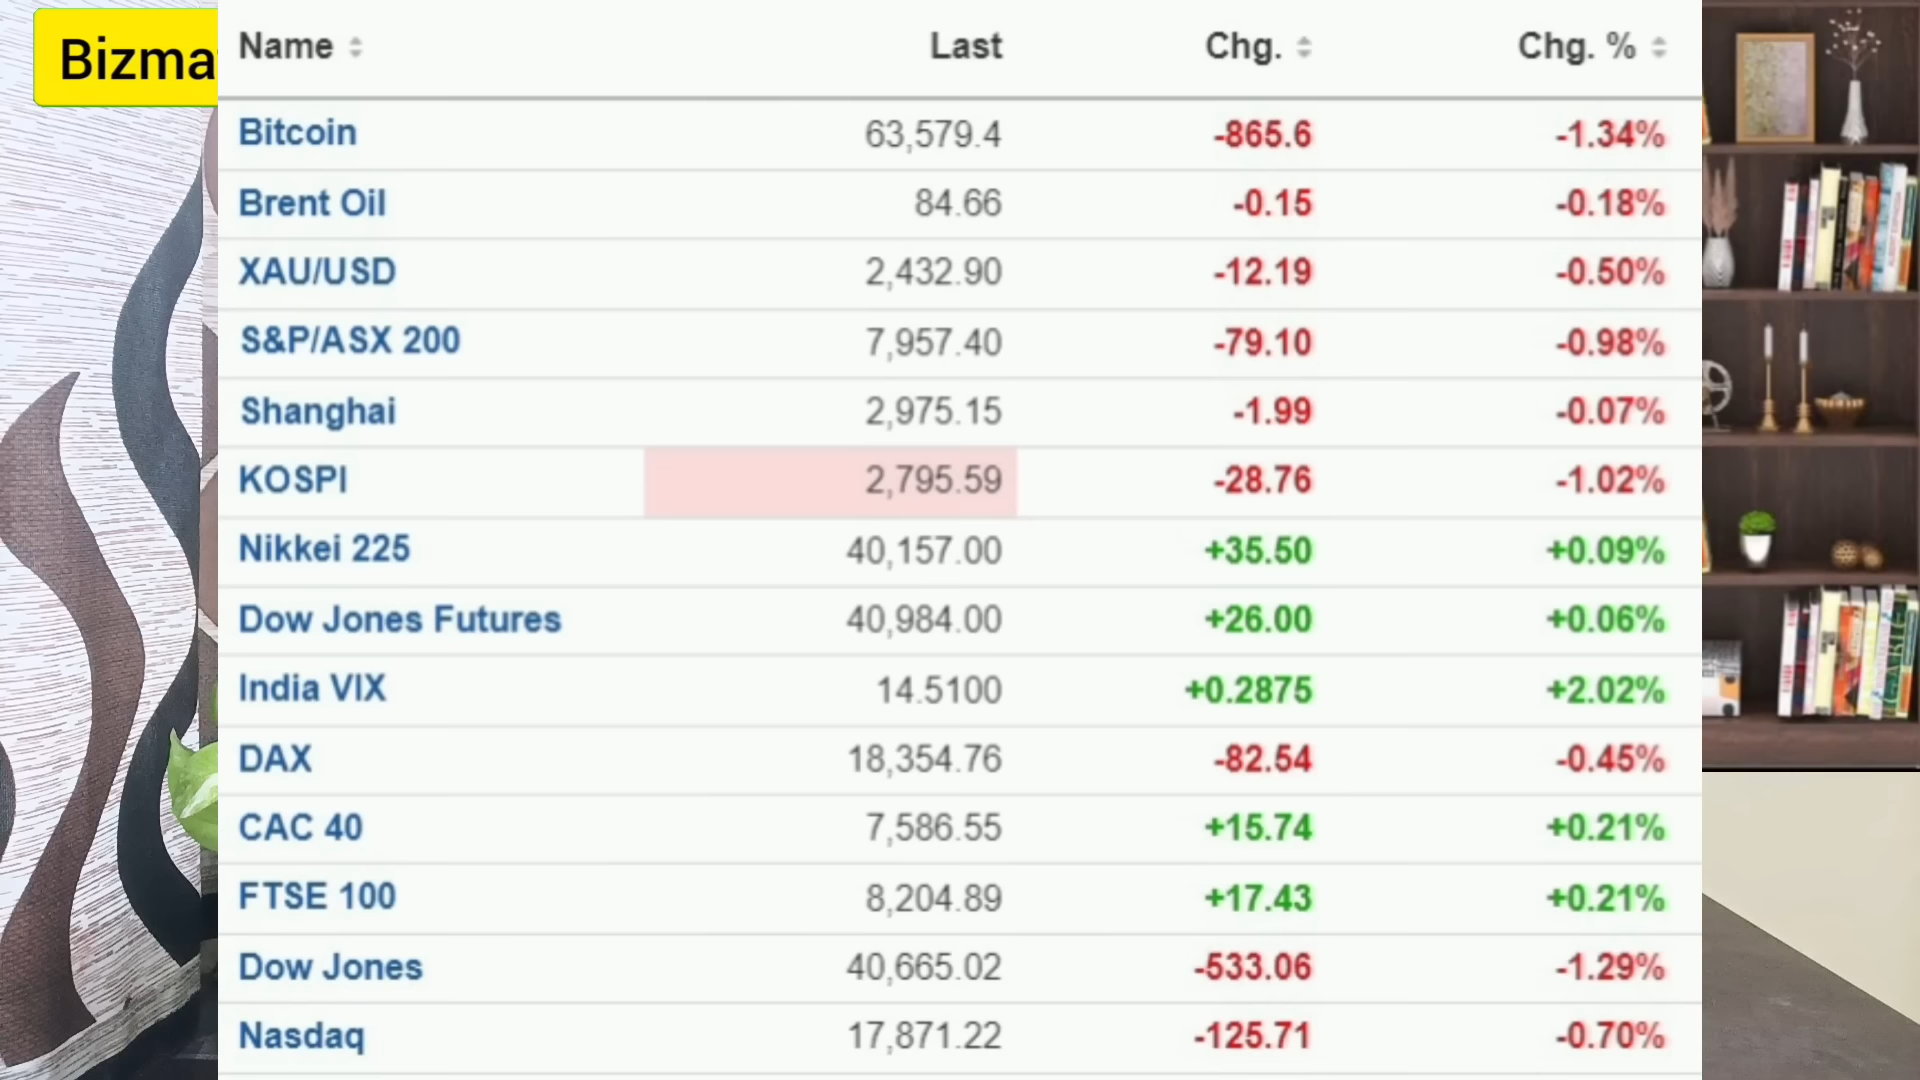 Bizma
Name Last Chg. Chg. %
Bitcoin 63,579.4 -865.6 -1.34%
Brent Oil 84.66 -0.15 -0.18%
XAU/USD 2,432.90 -12.19 -0.50%
S&P/ASX 200 7,957.40 -79.10 -0.98%
Shanghai 2,975.15 -1.99 -0.07%
KOSPI 2,795.59 -28.76 -1.02%
Nikkei 225 40,157.00 +35.50 +0.09%
Dow Jones Futures 40,984.00 +26.00 +0.06%
India VIX 14.5100 +0.2875 +2.02%
DAX 18,354.76 -82.54 -0.45%
CAC 40 7,586.55 +15.74 +0.21%
FTSE 100 8,204.89 +17.43 +0.21%
Dow Jones 40,665.02 -533.06 -1.29%
Nasdaq 17,871.22 -125.71 -0.70%